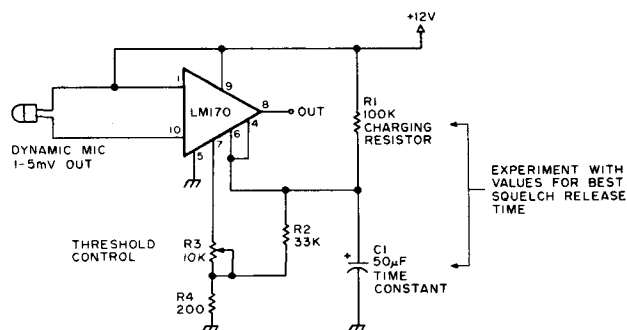 +12V
1
9
LM170
8
OUT
10
6
4
5
7
R1
100K
CHARGING
RESISTOR
DYNAMIC MIC
1-5mV OUT
EXPERIMENT WITH
VALUES FOR BEST
SQUELCH RELEASE
TIME
THRESHOLD
CONTROL
R3
10K
R2
33K
+
C1
50µF
TIME
CONSTANT
R4
200